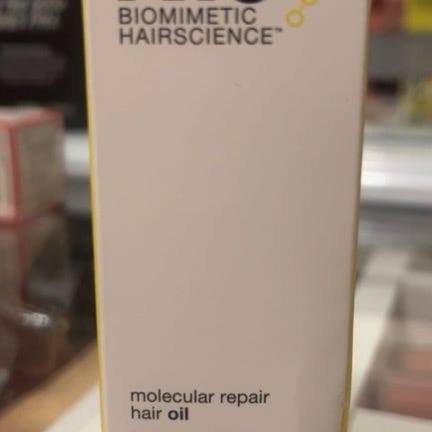 BIOMIMETIC
HAIRSCIENCE™
molecular repair
hair oil